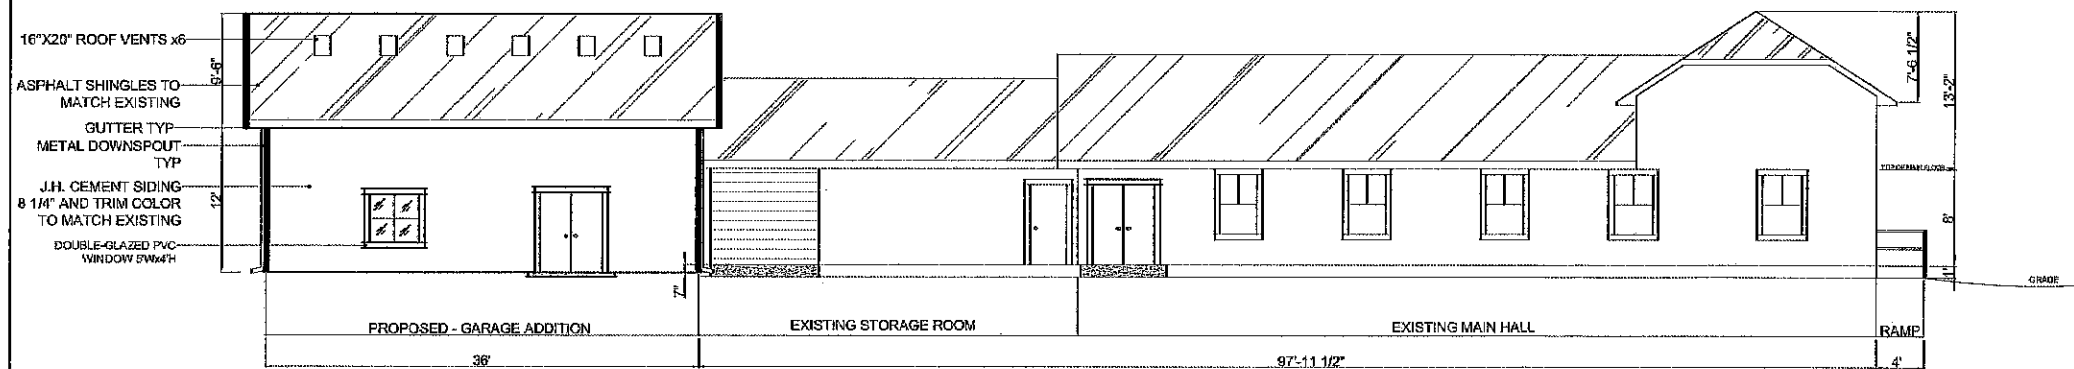 16"X20" ROOF VENTS x6
ASPHALT SHINGLES TO
MATCH EXISTING
GUTTER TYP
METAL DOWNSPOUT
TYP
J.H. CEMENT SIDING
8 1/4" AND TRIM COLOR
TO MATCH EXISTING
DOUBLE-GLAZED PVC
WINDOW 5'Wx4'H
9'-6"
12'
7"
7'-6 1/2"
13'-2"
8'
1'
GRADE
PROPOSED - GARAGE ADDITION
EXISTING STORAGE ROOM
EXISTING MAIN HALL
RAMP
36'
97'-11 1/2"
4'